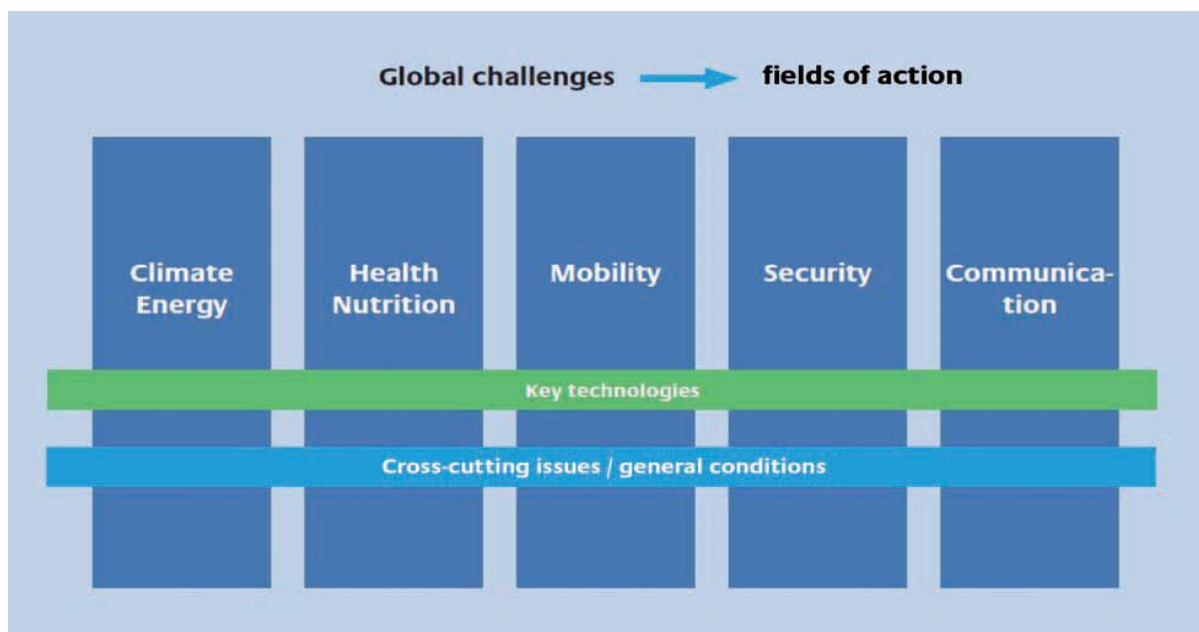 Global challenges fields of action
Climate
Energy
Health
Nutrition
Mobility
Security
Communica-
tion
Key technologies
Cross-cutting issues / general conditions